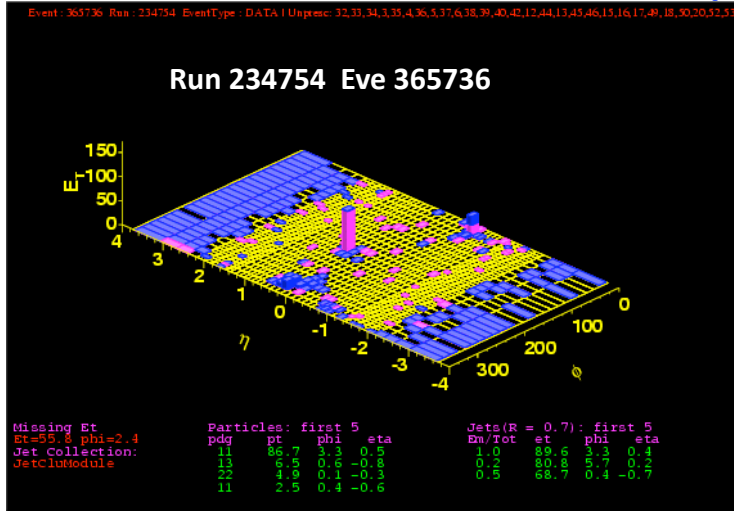 Event : 365736 Run : 234754 EventType : DATA | Unpresc: 32,33,34,3,35,4,36,5,37,6,38,39,40,42,12,44,13,45,46,15,16,17,49,18,50,20,52,53
Run 234754 Eve 365736
150
100
50
0
E_T
4
3
2
1
0
-1
-2
-3
-4
η
300
200
100
0
ϕ
Missing Et
Et=55.8 phi=2.4
Jet Collection:
JetCluModule
Particles: first 5
pdg pt phi eta
11 86.7 3.3 0.5
13 6.5 0.6 -0.8
22 4.9 0.1 -0.3
11 2.5 0.4 -0.6
Jets(R = 0.7): first 5
Em/Tot et phi eta
1.0 89.6 3.3 0.4
0.2 80.8 5.7 0.2
0.5 68.7 0.4 -0.7